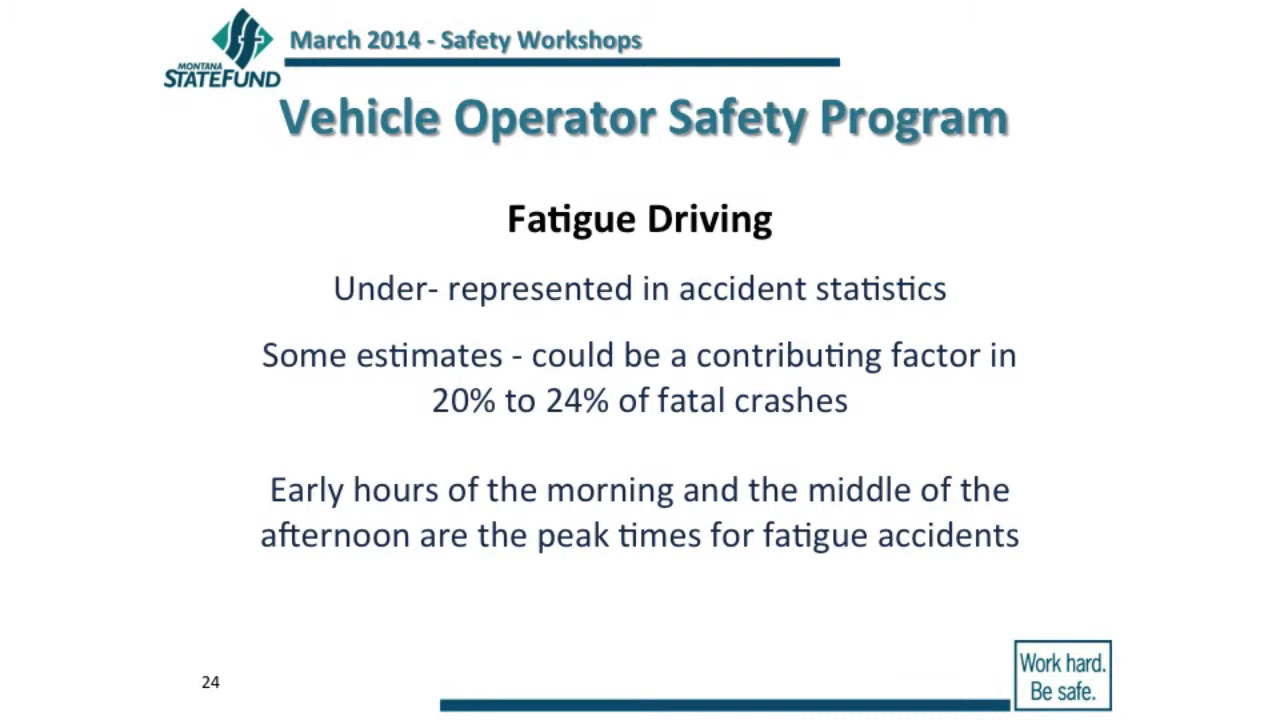 March 2014 - Safety Workshops
MONTANA
STATEFUND
Vehicle Operator Safety Program
Fatigue Driving
Under- represented in accident statistics
Some estimates - could be a contributing factor in
20% to 24% of fatal crashes
Early hours of the morning and the middle of the
afternoon are the peak times for fatigue accidents
Work hard.
Be safe.
24